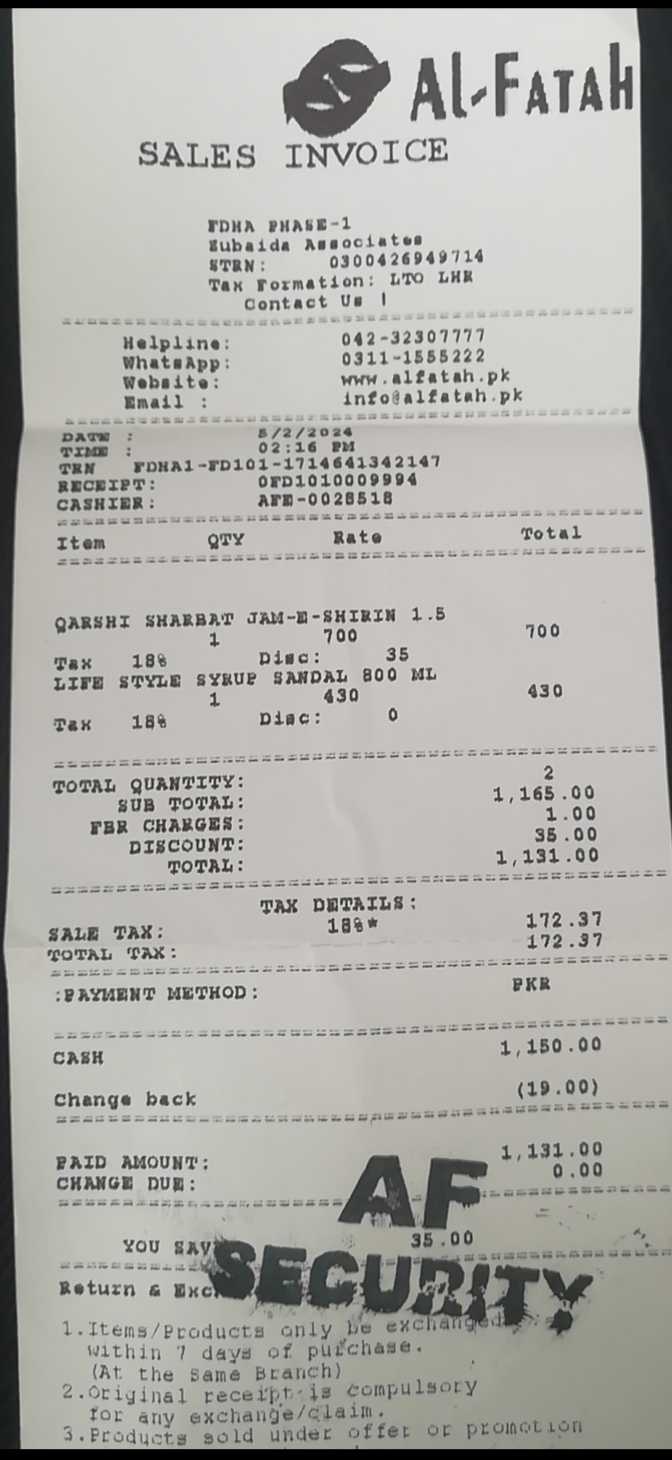 Al-Fatah
SALES INVOICE
FDHA PHASE-1
Zubaida Associates
STRN: 0300426949714
Tax Formation: LTO LHR
Contact Us !
Helpline: 042-32307777
WhatsApp: 0311-1555222
Website: www.alfatah.pk
Email : info@alfatah.pk
DATE : 5/2/2024
TIME : 02:16 PM
TRN FDHA1-FD101-1714641342147
RECEIPT: 0FD1010009994
CASHIER: AFE-0028518
Item QTY Rate Total
QARSHI SHARBAT JAM-E-SHIRIN 1.5
1 700 700
Tax 18% Disc: 35
LIFE STYLE SYRUP SANDAL 800 ML
1 430 430
Tax 18% Disc: 0
TOTAL QUANTITY: 2
SUB TOTAL: 1,165.00
FBR CHARGES: 1.00
DISCOUNT: 35.00
TOTAL: 1,131.00
TAX DETAILS:
SALE TAX: 18%* 172.37
TOTAL TAX: 172.37
:PAYMENT METHOD: PKR
CASH 1,150.00
Change back (19.00)
PAID AMOUNT: 1,131.00
CHANGE DUE: 0.00
AF
YOU 35.00
SECURITY
Return &
1.Items/Products only be exchanged
within 7 days of purchase.
(At the Same Branch)
2.Original receipt is compulsory
for any exchange/claim.
3.Products sold under offer or promotion